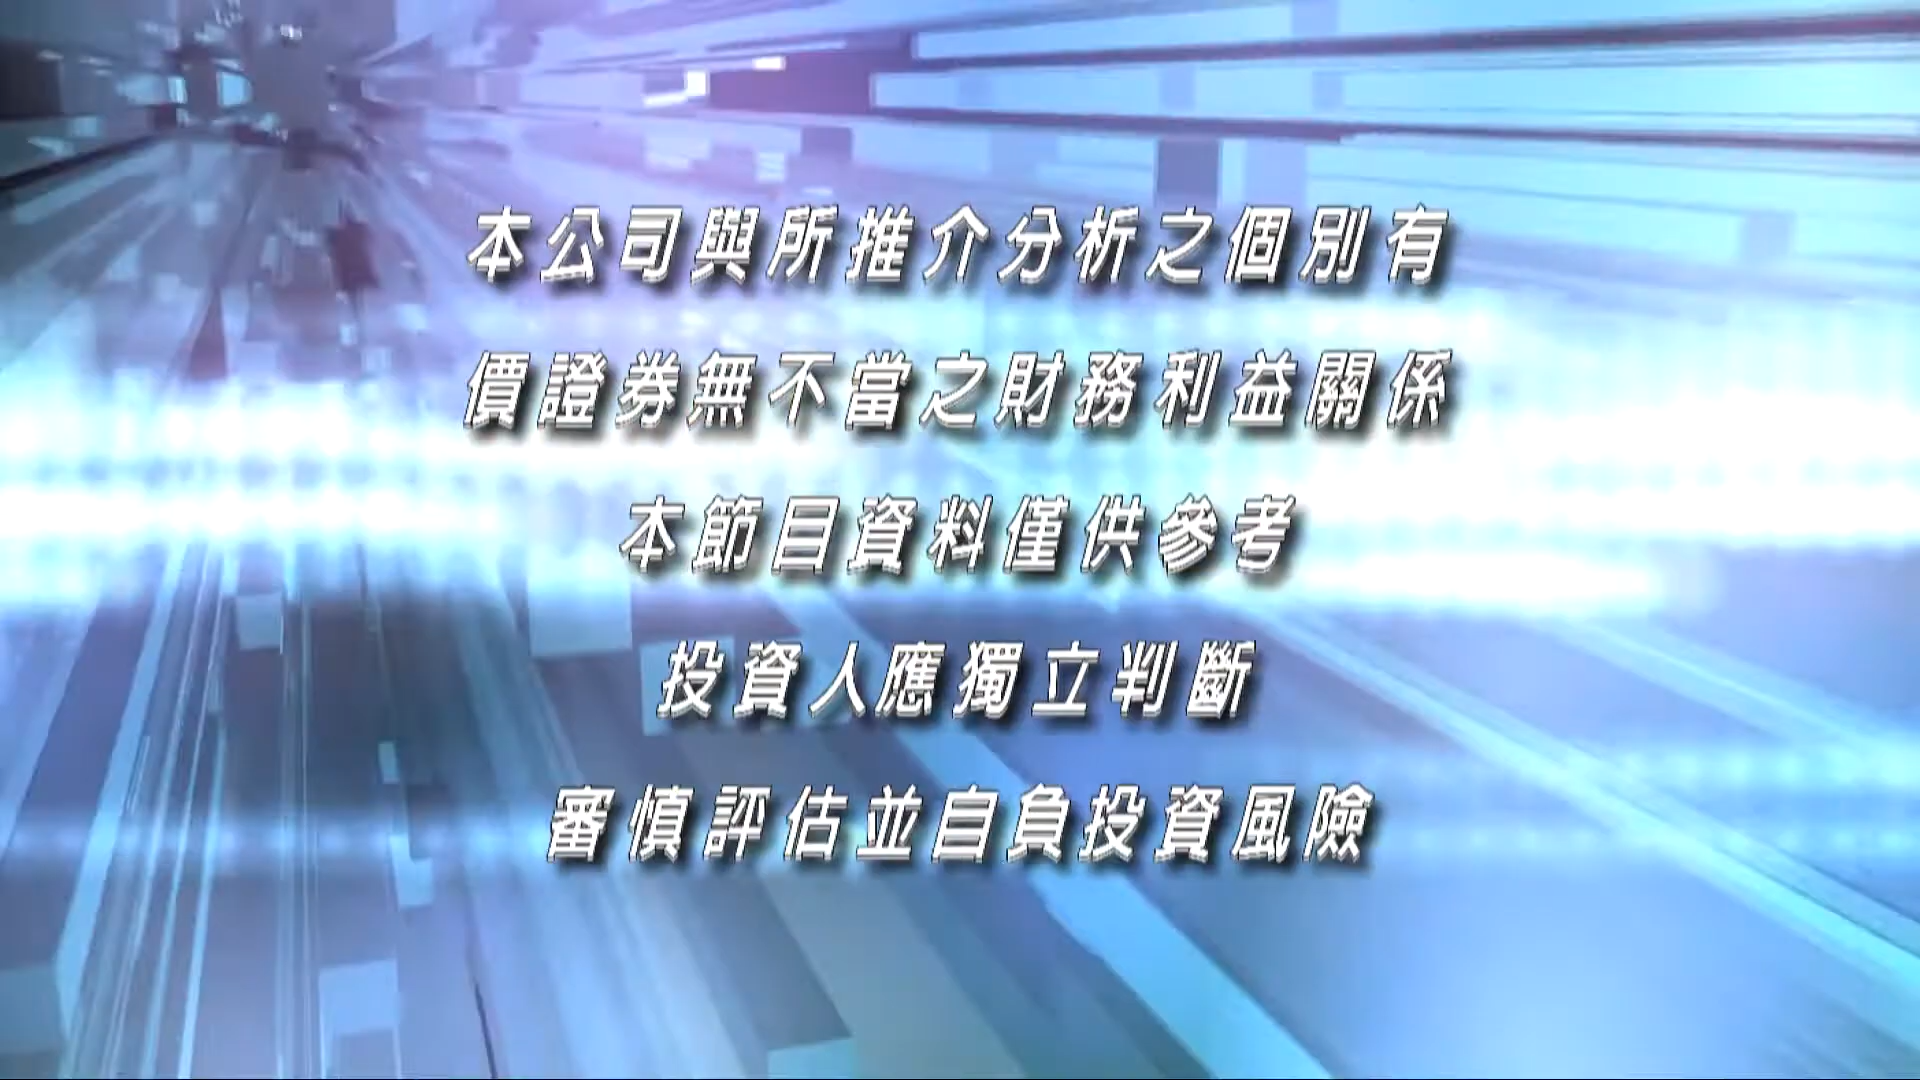 本公司與所推介分析之個別有
價證券無不當之財務利益關係
本節目資料僅供參考
投資人應獨立判斷
審慎評估並自負投資風險